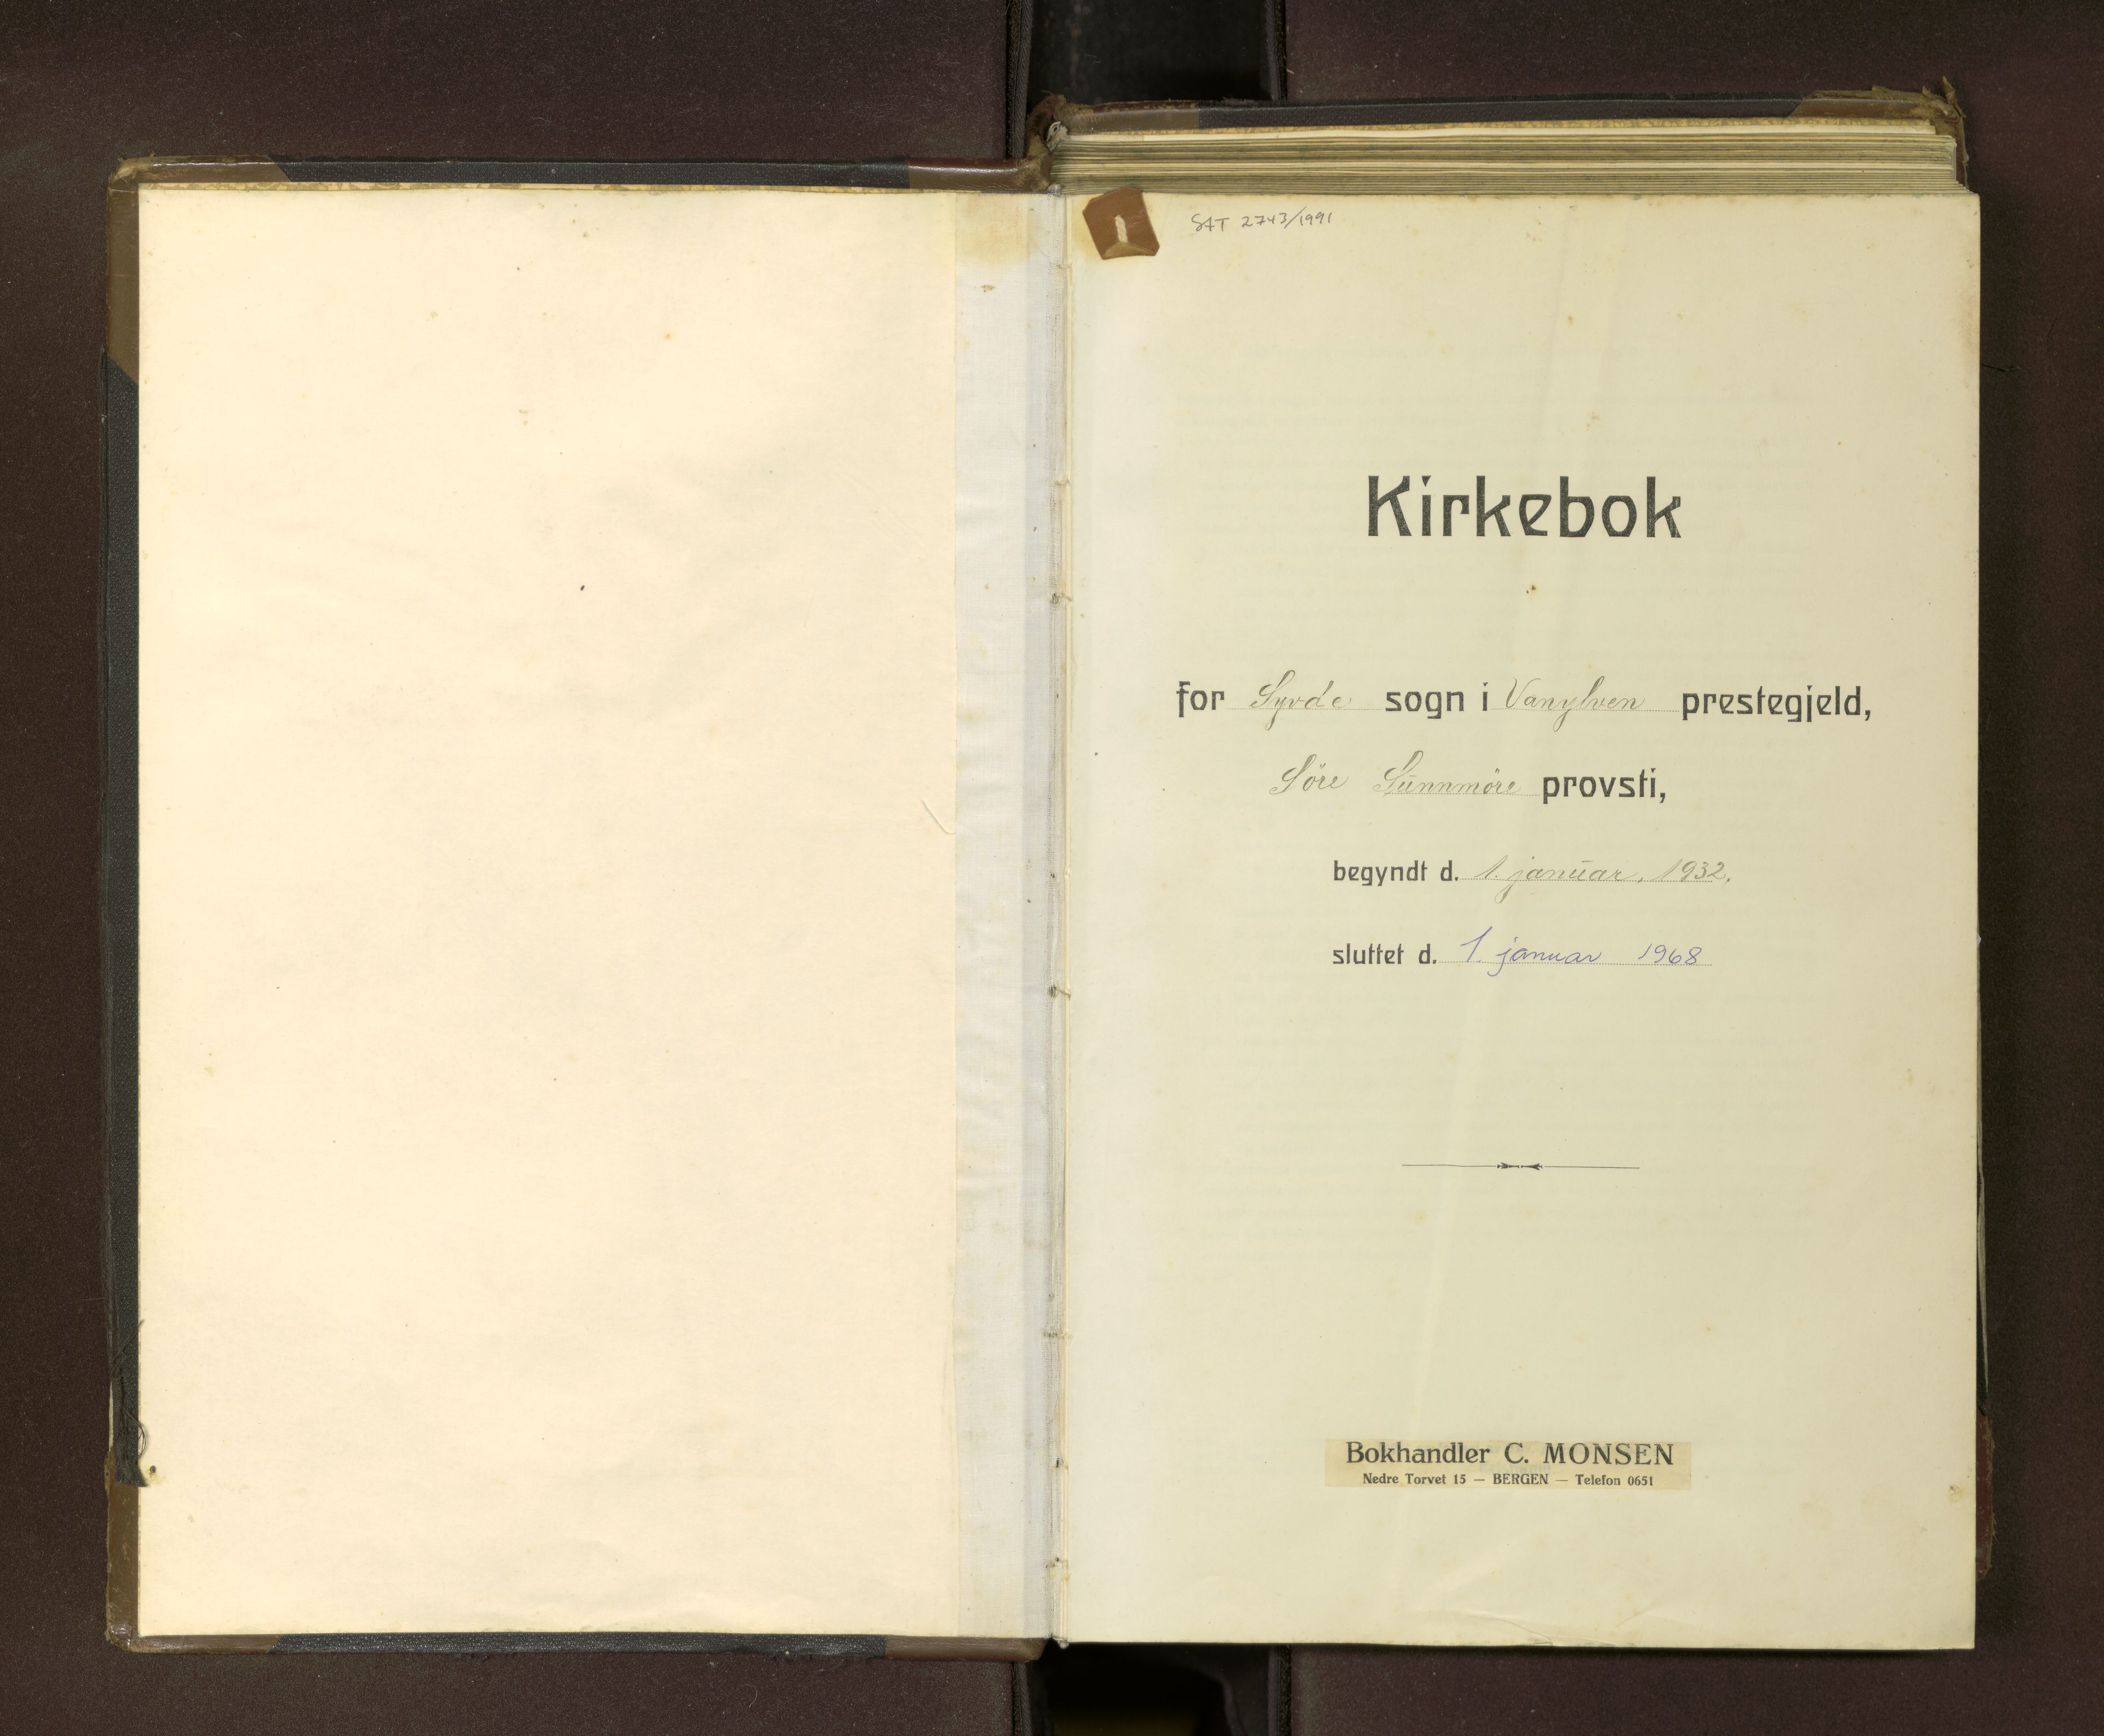 SAT 2743/1991
Kirkebok
for Syvde sogn i Vanylven prestegjeld,
Söre Sünnmöre provsti,
begyndt d. 1. januar. 1932.
sluttet d. 1. januar 1968
Bokhandler C. MONSEN
Nedre Torvet 15 — BERGEN — Telefon 0651